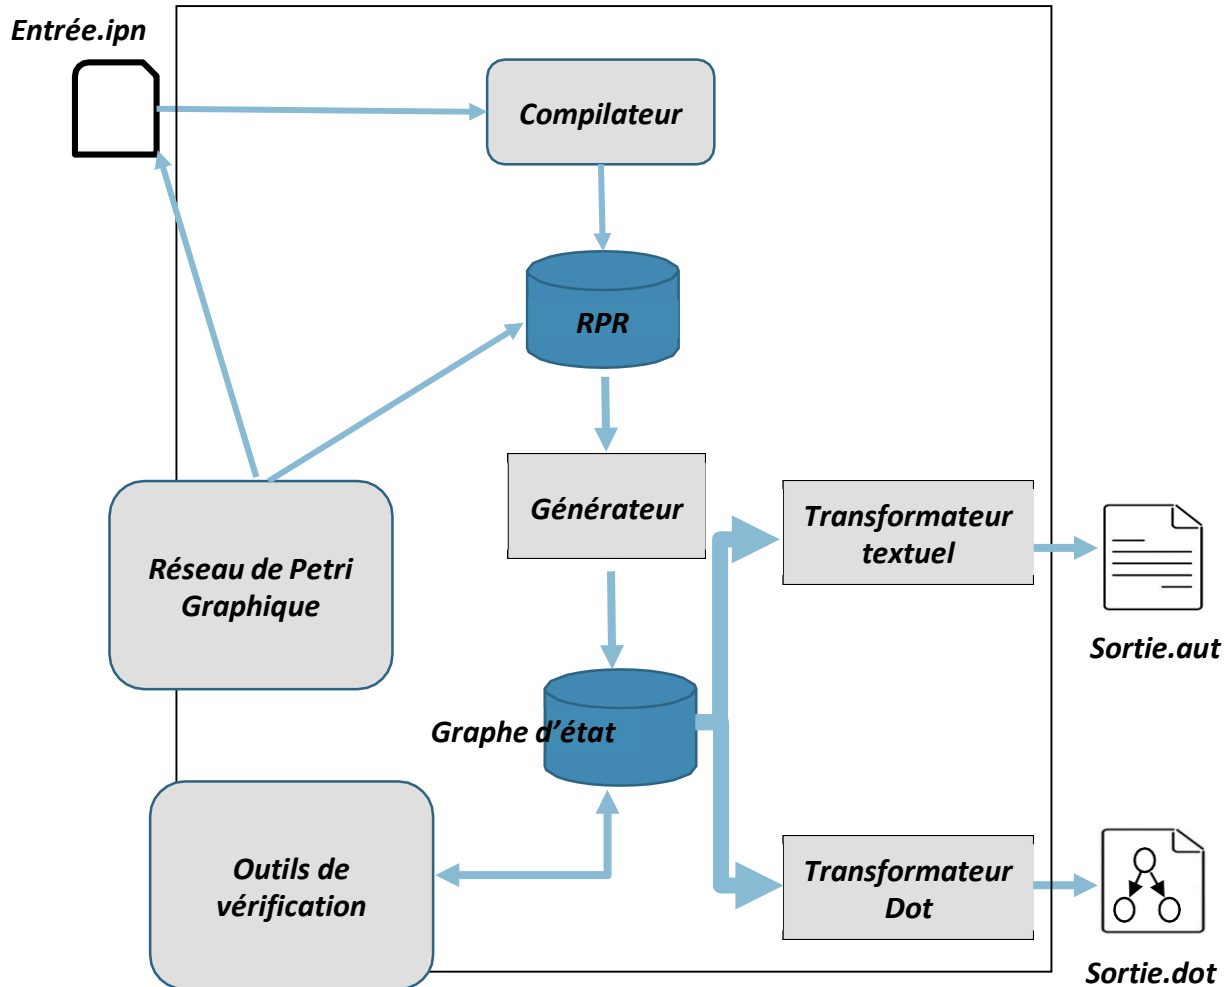 Entrée.ipn
Compilateur
RPR
Générateur
Transformateur
textuel
Réseau de Petri
Graphique
Sortie.aut
Graphe d’état
Outils de
vérification
Transformateur
Dot
Sortie.dot